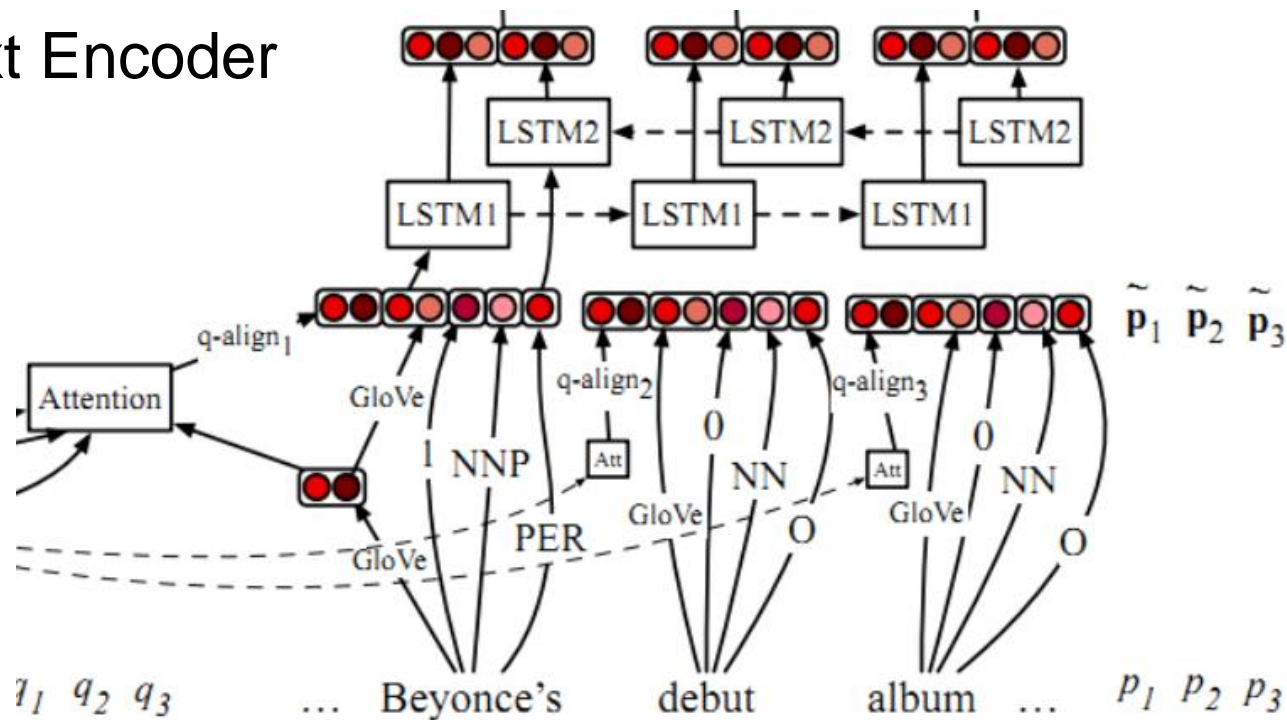 t Encoder
LSTM2 LSTM2 LSTM2
LSTM1 LSTM1 LSTM1
p̃1 p̃2 p̃3
q-align1
q-align2 q-align3
Attention GloVe
0 0
1 NNP Att NN Att NN
GloVe GloVe
PER O O
GloVe
q1 q2 q3 ... Beyonce's debut album ... p1 p2 p3